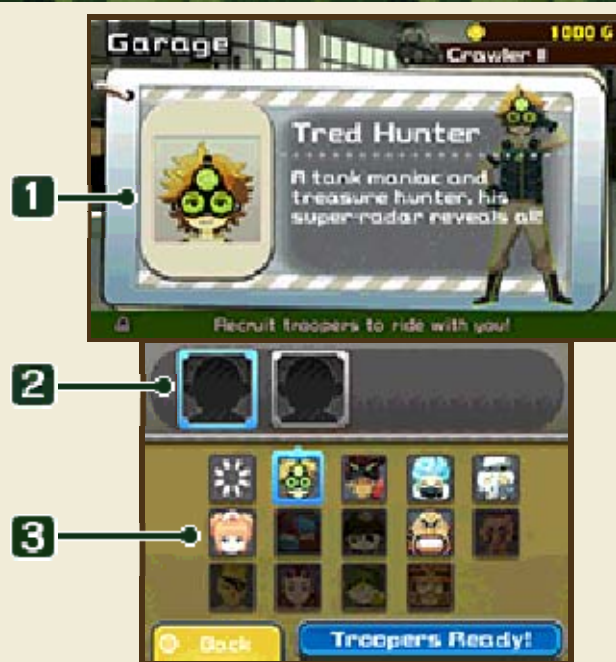 Garage
1000 G
Crawler II
1
Tred Hunter
A tank maniac and
treasure hunter, his
super-radar reveals all!
Recruit troopers to ride with you!
2
3
Back
Troopers Ready!